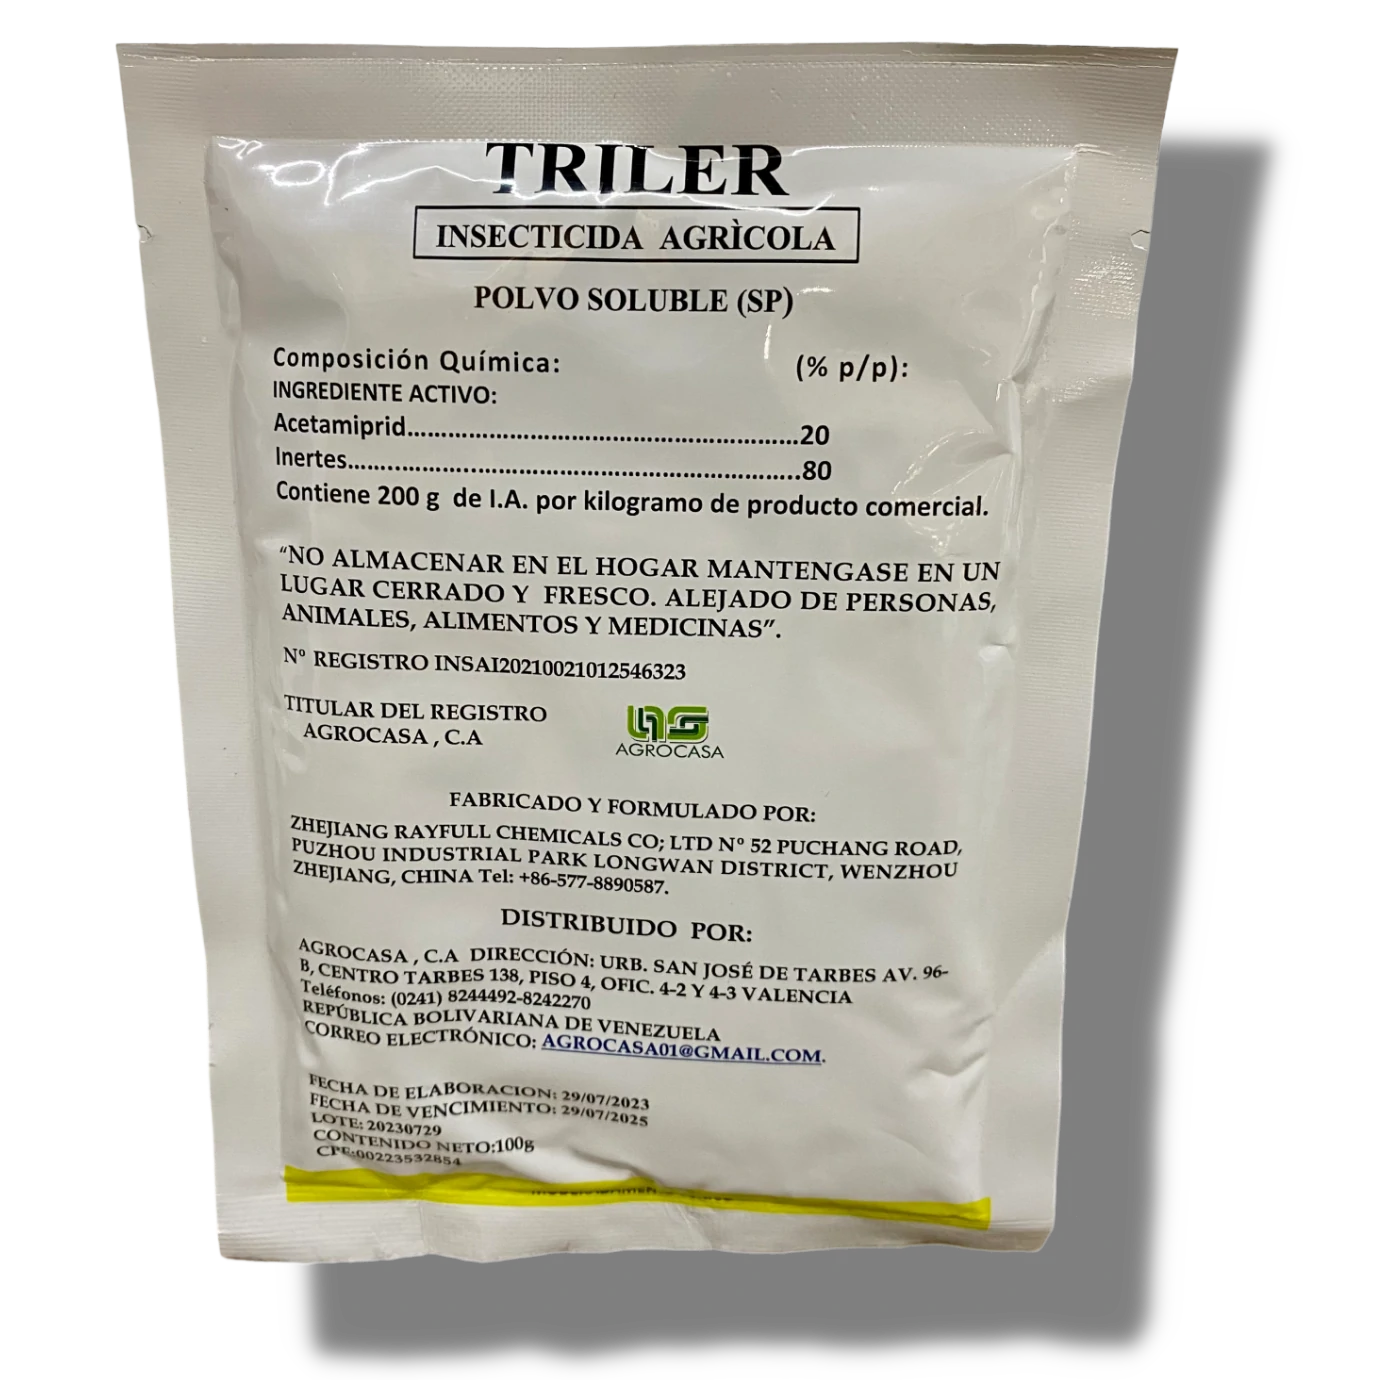 TRILER
INSECTICIDA AGRÌCOLA
POLVO SOLUBLE (SP)
Composición Química: (% p/p):
INGREDIENTE ACTIVO:
Acetamiprid...........................................................20
Inertes....................................................................80
Contiene 200 g de I.A. por kilogramo de producto comercial.
“NO ALMACENAR EN EL HOGAR MANTENGASE EN UN
LUGAR CERRADO Y FRESCO. ALEJADO DE PERSONAS,
ANIMALES, ALIMENTOS Y MEDICINAS”.
Nº REGISTRO INSAI20210021012546323
TITULAR DEL REGISTRO
AGROCASA , C.A
AGROCASA
FABRICADO Y FORMULADO POR:
ZHEJIANG RAYFULL CHEMICALS CO; LTD Nº 52 PUCHANG ROAD,
PUZHOU INDUSTRIAL PARK LONGWAN DISTRICT, WENZHOU
ZHEJIANG, CHINA Tel: +86-577-8890587.
DISTRIBUIDO POR:
AGROCASA , C.A DIRECCIÓN: URB. SAN JOSÉ DE TARBES AV. 96-
B, CENTRO TARBES 138, PISO 4, OFIC. 4-2 Y 4-3 VALENCIA
Teléfonos: (0241) 8244492-8242270
REPÚBLICA BOLIVARIANA DE VENEZUELA
CORREO ELECTRÓNICO: AGROCASA01@GMAIL.COM.
FECHA DE ELABORACION: 29/07/2023
FECHA DE VENCIMIENTO: 29/07/2025
LOTE: 20230729
CONTENIDO NETO:100g
CPE:00223532854